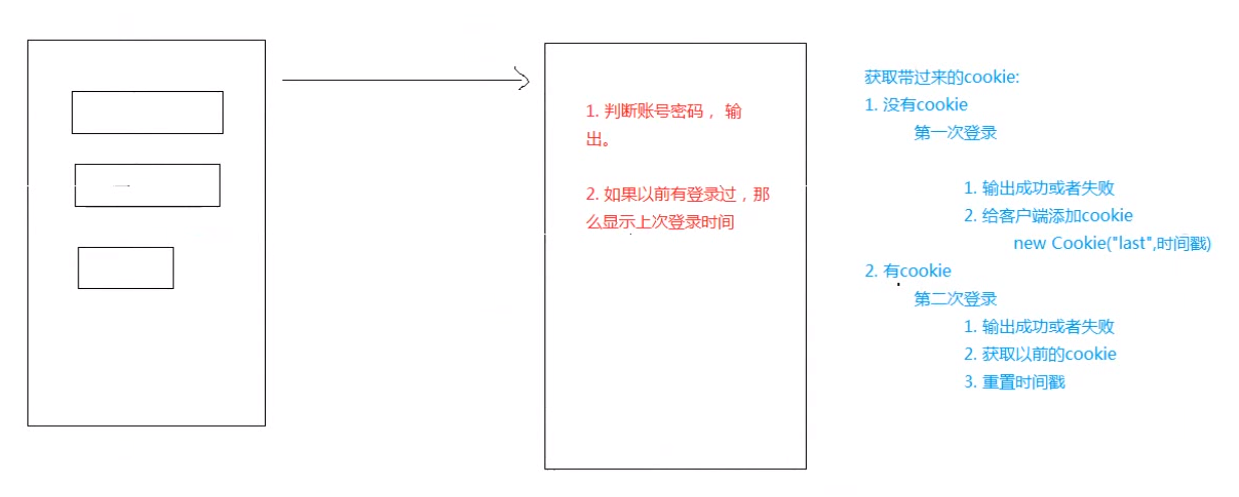 1. 判断账号密码， 输
出。
2. 如果以前有登录过，那
么显示上次登录时间
获取带过来的cookie:
1. 没有cookie
第一次登录
1. 输出成功或者失败
2. 给客户端添加cookie
new Cookie("last",时间戳)
2. 有cookie
第二次登录
1. 输出成功或者失败
2. 获取以前的cookie
3. 重置时间戳